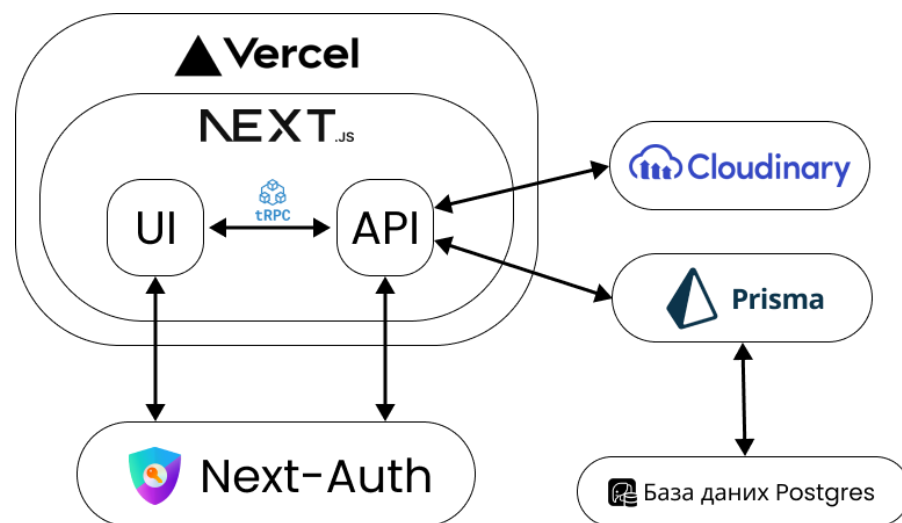 Vercel
NEXT.JS
tRPC
UI
API
Cloudinary
Prisma
Next-Auth
База даних Postgres